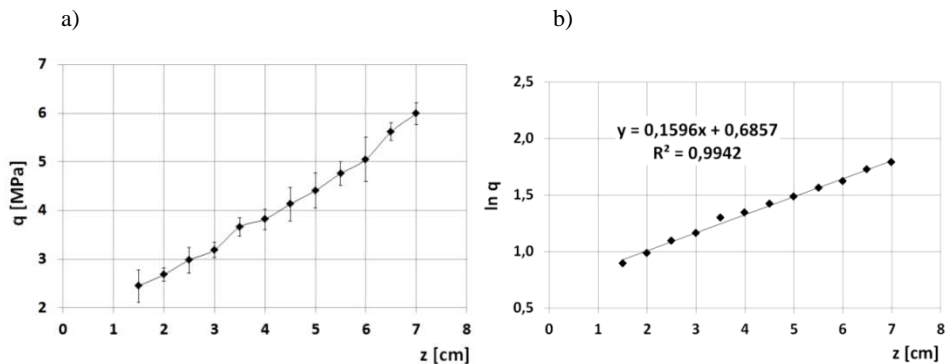 a)
b)
7
6
5
4
3
2
q [MPa]
0 1 2 3 4 5 6 7 8
z [cm]
2,5
2,0
1,5
1,0
0,5
ln q
y = 0,1596x + 0,6857
R² = 0,9942
0 1 2 3 4 5 6 7 8
z [cm]